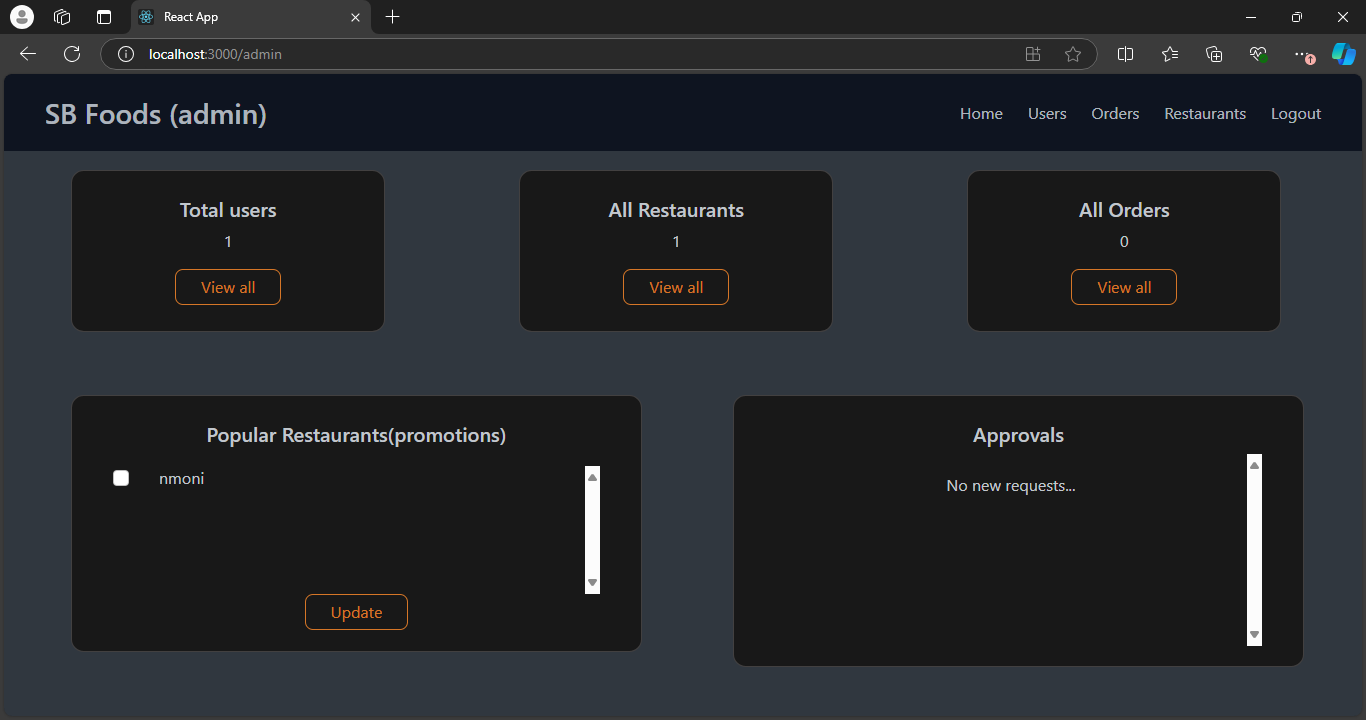 React App
localhost:3000/admin
SB Foods (admin)
Home Users Orders Restaurants Logout
Total users
1
View all
All Restaurants
1
View all
All Orders
0
View all
Popular Restaurants(promotions)
nmoni
Update
Approvals
No new requests...